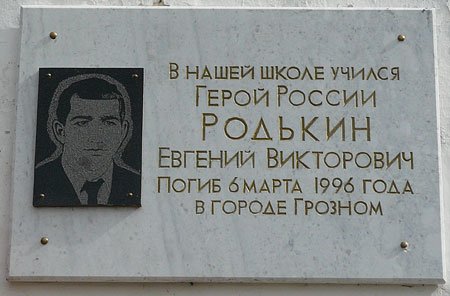 В нашей школе учился
Герой России
Родькин
Евгений Викторович
Погиб 6 марта 1996 года
в городе Грозном